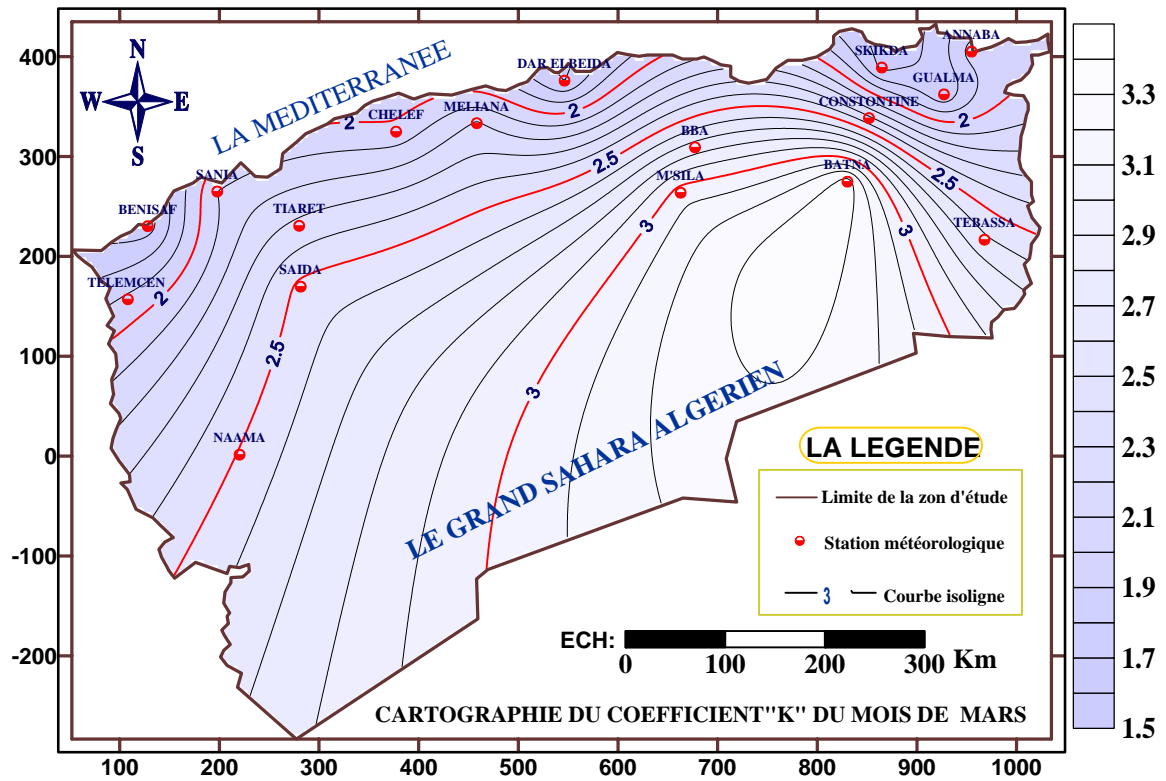 N
W E
S
LA MEDITERRANEE
ANNABA
SKIKDA
DAR ELBEIDA
GUALMA
CHELEF
MELIANA
CONSTONTINE
2
2
2
BBA
2.5
M'SILA
BATNA
SANIA
2.5
BENISAF
TIARET
TEBASSA
3
3
SAIDA
TELEMCEN
2
2.5
3
NAAMA
LE GRAND SAHARA ALGERIEN
LA LEGENDE
Limite de la zon d'étude
Station météorologique
3 Courbe isoligne
ECH:
0 100 200 300 Km
CARTOGRAPHIE DU COEFFICIENT"K" DU MOIS DE MARS
400
300
200
100
0
-100
-200
100 200 300 400 500 600 700 800 900 1000
3.3
3.1
2.9
2.7
2.5
2.3
2.1
1.9
1.7
1.5